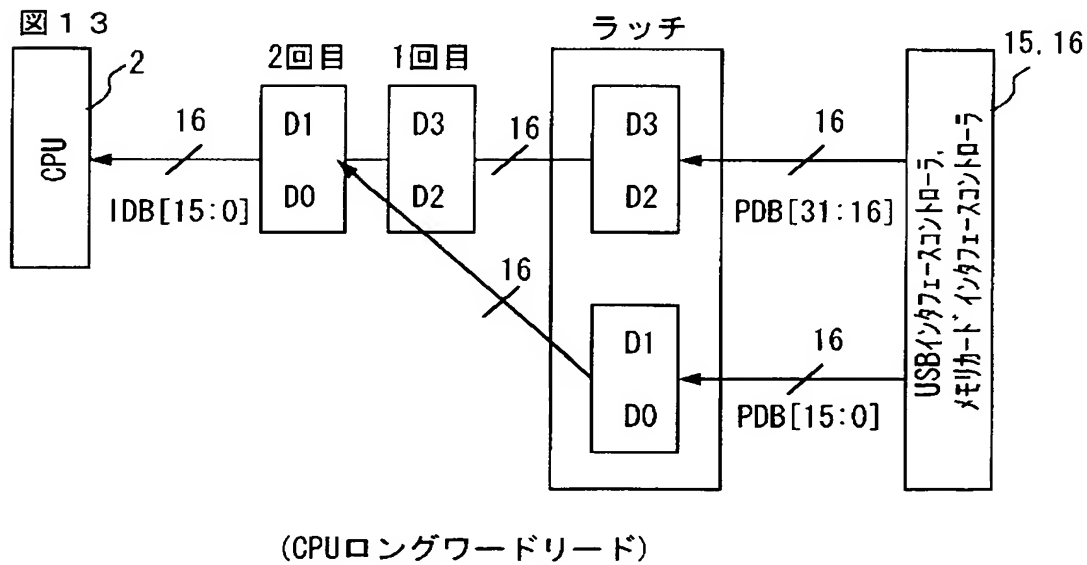 図13
ラッチ
15,16
2
2回目
1回目
CPU
16
IDB[15:0]
D1
D0
D3
D2
16
D3
D2
16
PDB[31:16]
16
D1
D0
16
PDB[15:0]
USBインタフェースコントローラ,
メモリカードインタフェースコントローラ
(CPUロングワードリード)